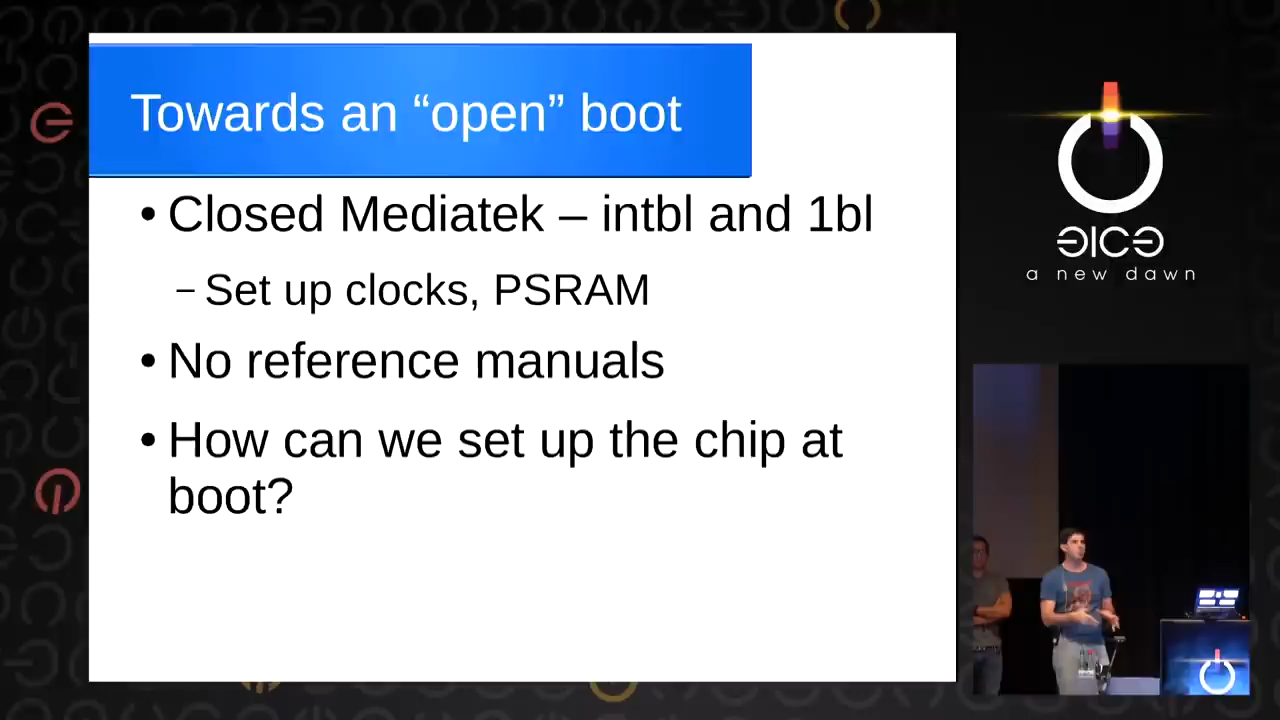 Towards an “open” boot
• Closed Mediatek – intbl and 1bl
– Set up clocks, PSRAM
• No reference manuals
• How can we set up the chip at
boot?
31C3
a new dawn